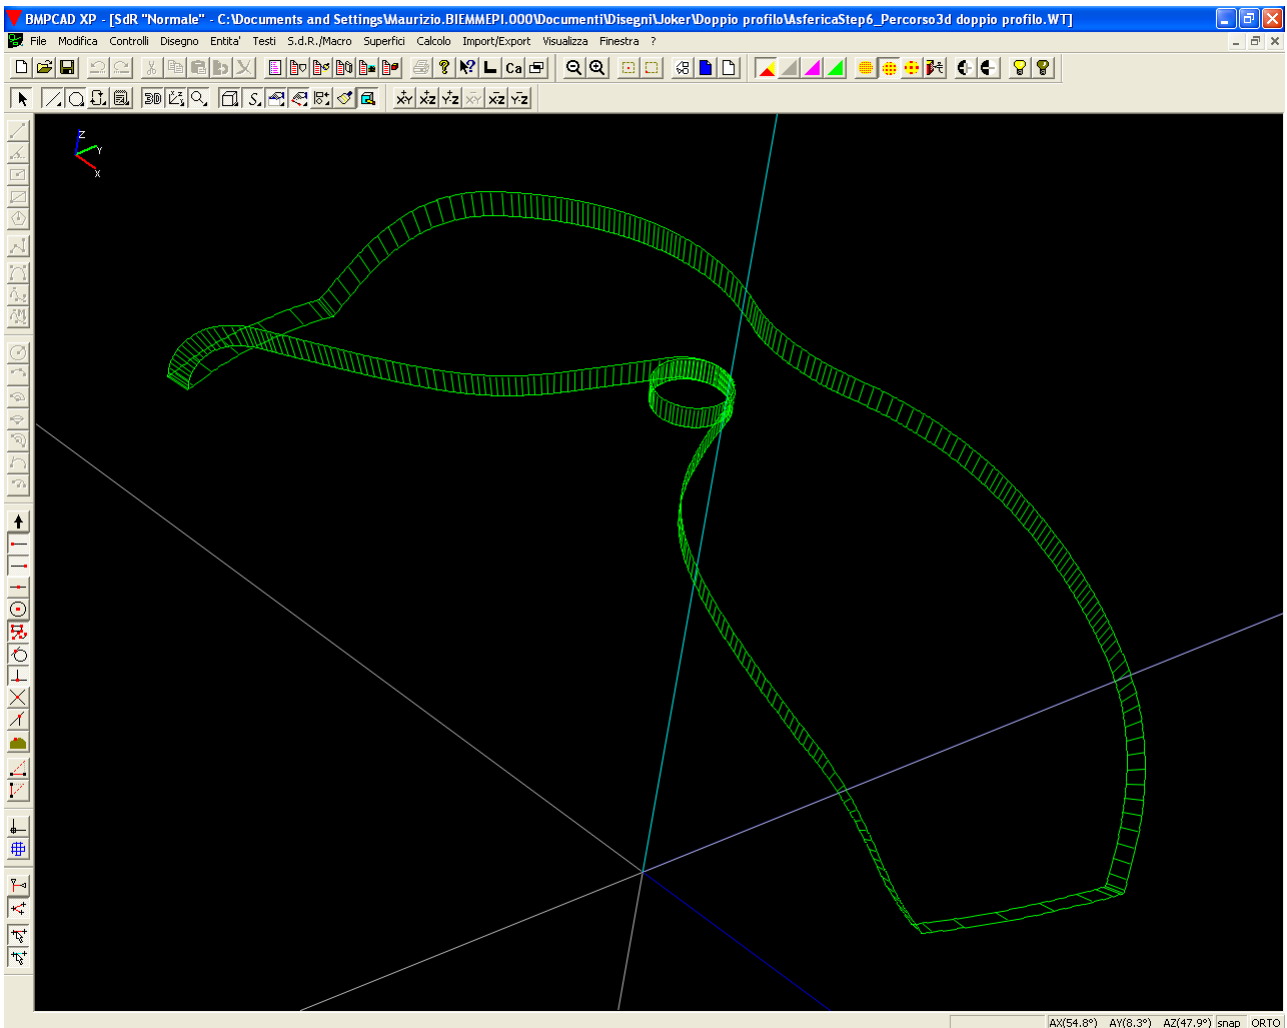 BMPCAD XP - [SdR "Normale" - C:\Documents and Settings\Maurizio.BIEMMEPI.000\Documenti\Disegni\Joker\Doppio profilo\AsfericaStep6_Percorso3d doppio profilo.WT]
File Modifica Controlli Disegno Entita' Testi S.d.R./Macro Superfici Calcolo Import/Export Visualizza Finestra ?
Ca
3D S. XY XZ YZ XY XZ YZ
Z
Y
X
AX(54.8°) AY(8.3°) AZ(47.9°) snap ORTO